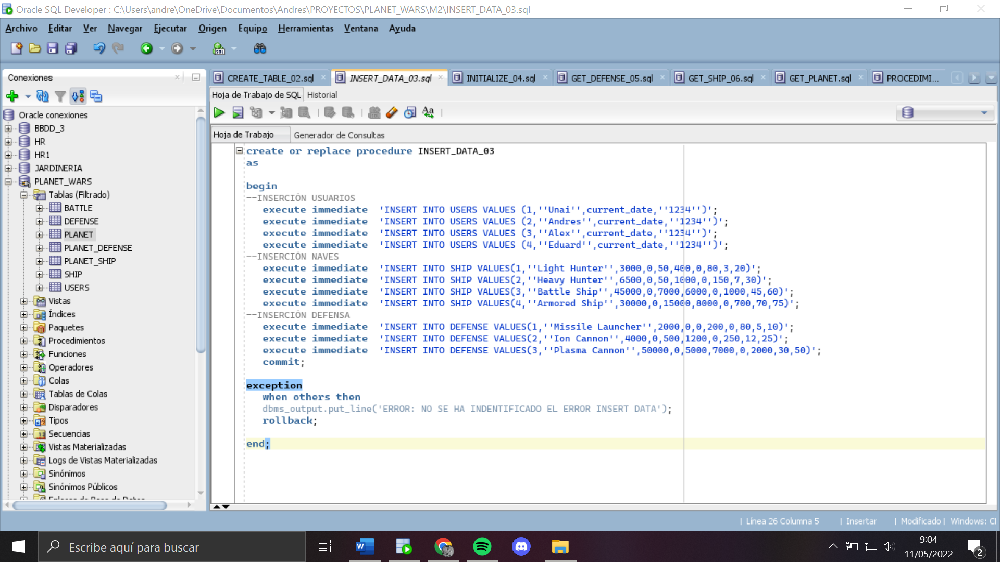 Oracle SQL Developer : C:\Users\andre\OneDrive\Documentos\Andres\PROYECTOS\PLANET_WARS\M2\INSERT_DATA_03.sql
Archivo Editar Ver Navegar Ejecutar Origen Equipo Herramientas Ventana Ayuda
Conexiones
CREATE_TABLE_02.sql INSERT_DATA_03.sql INITIALIZE_04.sql GET_DEFENSE_05.sql GET_SHIP_06.sql GET_PLANET.sql PROCEDIMI...
Hoja de Trabajo de SQL Historial
Hoja de Trabajo Generador de Consultas
Oracle conexiones
BBDD_3
HR
HR1
JARDINERIA
PLANET_WARS
Tablas (Filtrado)
BATTLE
DEFENSE
PLANET
PLANET_DEFENSE
PLANET_SHIP
SHIP
USERS
Vistas
Índices
Paquetes
Procedimientos
Funciones
Operadores
Colas
Tablas de Colas
Disparadores
Tipos
Secuencias
Vistas Materializadas
Logs de Vistas Materializadas
Sinónimos
Sinónimos Públicos
create or replace procedure INSERT_DATA_03
as
begin
--INSERCIÓN USUARIOS
execute immediate 'INSERT INTO USERS VALUES (1,''Unai'',current_date,''1234'')';
execute immediate 'INSERT INTO USERS VALUES (2,''Andres'',current_date,''1234'')';
execute immediate 'INSERT INTO USERS VALUES (3,''Alex'',current_date,''1234'')';
execute immediate 'INSERT INTO USERS VALUES (4,''Eduard'',current_date,''1234'')';
--INSERCIÓN NAVES
execute immediate 'INSERT INTO SHIP VALUES(1,''Light Hunter'',3000,0,50,400,0,80,3,20)';
execute immediate 'INSERT INTO SHIP VALUES(2,''Heavy Hunter'',6500,0,50,1000,0,150,7,30)';
execute immediate 'INSERT INTO SHIP VALUES(3,''Battle Ship'',45000,0,7000,6000,0,1000,45,60)';
execute immediate 'INSERT INTO SHIP VALUES(4,''Armored Ship'',30000,0,15000,8000,0,700,70,75)';
--INSERCIÓN DEFENSA
execute immediate 'INSERT INTO DEFENSE VALUES(1,''Missile Launcher'',2000,0,0,200,0,80,5,10)';
execute immediate 'INSERT INTO DEFENSE VALUES(2,''Ion Cannon'',4000,0,500,1200,0,250,12,25)';
execute immediate 'INSERT INTO DEFENSE VALUES(3,''Plasma Cannon'',50000,0,5000,7000,0,2000,30,50)';
commit;
exception
when others then
dbms_output.put_line('ERROR: NO SE HA INDENTIFICADO EL ERROR INSERT DATA');
rollback;
end;
Línea 26 Columna 5 | Insertar | Modificado | Windows: CI
Escribe aquí para buscar
9:04
11/05/2022
2